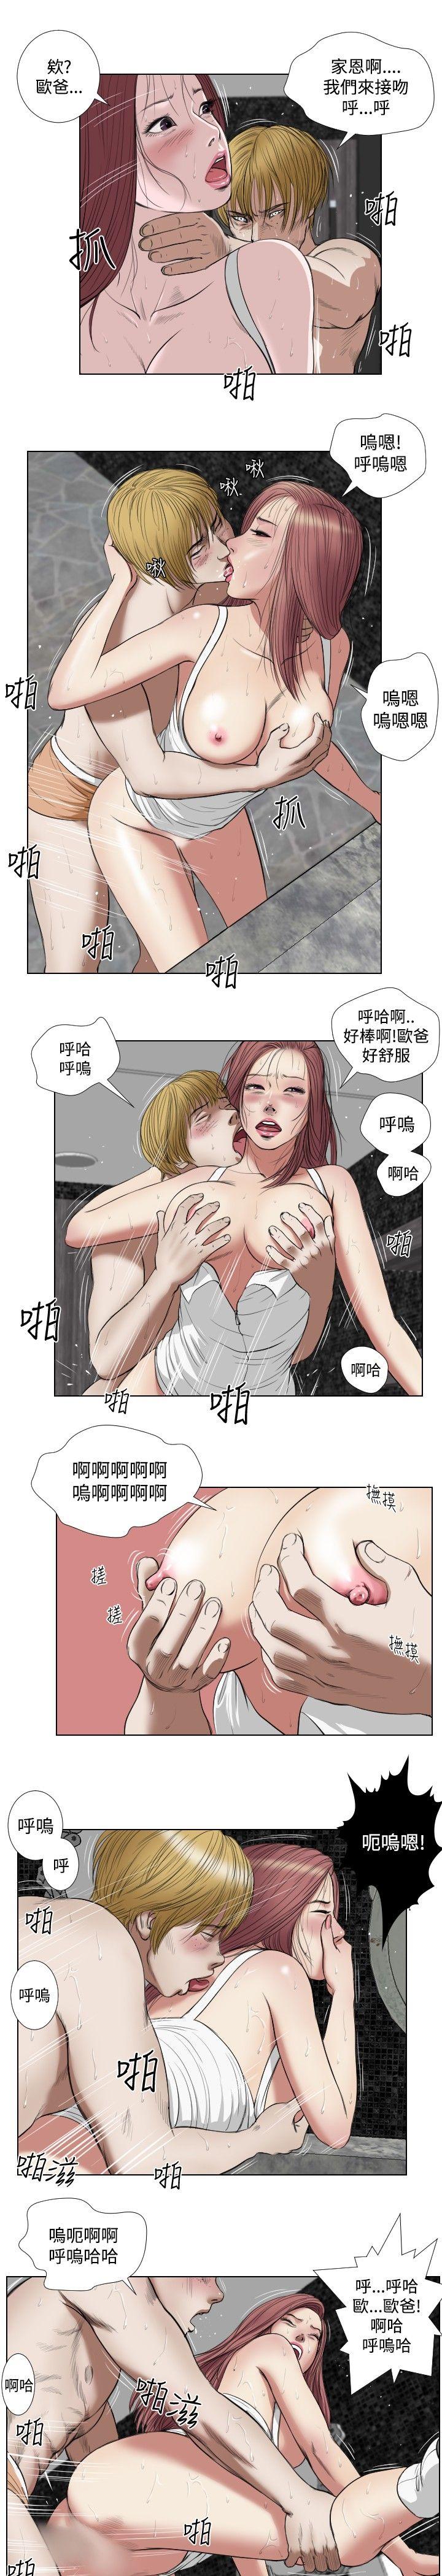 欸?
歐爸...
家恩啊....
我們來接吻
呼...呼
啪
抓
啪
啪
嗚嗯!
呼嗚嗯
啾
啾
啾
嗚嗯
嗚嗯嗯
啪
抓
啪
啪
啪
呼哈啊..
好棒啊!歐爸
好舒服
呼哈
呼嗚
呼嗚
啊哈
啪
啪
啊哈
啪
啪
啊啊啊啊啊
嗚啊啊啊啊
撫摸
搓
搓
撫摸
呼嗚
呃嗚嗯!
呼
啪
呼嗚
啪
啪滋
啪
嗚呃啊啊
呼嗚哈哈
呼...呼哈
歐...歐爸!
啊哈
呼嗚哈
啊哈
啪滋
啪
啪
啪